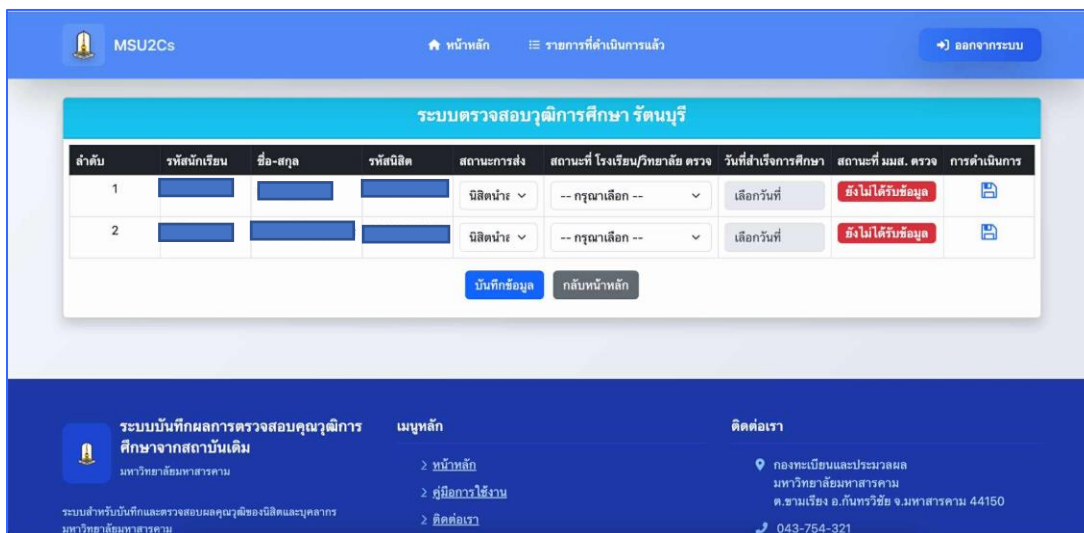 MSU2Cs
หน้าหลัก
รายการที่ดำเนินการแล้ว
ออกจากระบบ
ระบบตรวจสอบวุฒิการศึกษา รัตนบุรี
ลำดับ รหัสนักเรียน ชื่อ-สกุล รหัสนิสิต สถานะการส่ง สถานะที่ โรงเรียน/วิทยาลัย ตรวจ วันที่สำเร็จการศึกษา สถานะที่ มมส. ตรวจ การดำเนินการ
1 นิสิตนำส -- กรุณาเลือก -- เลือกวันที่ ยังไม่ได้รับข้อมูล
2 นิสิตนำส -- กรุณาเลือก -- เลือกวันที่ ยังไม่ได้รับข้อมูล
บันทึกข้อมูล กลับหน้าหลัก
ระบบบันทึกผลการตรวจสอบคุณวุฒิการ
ศึกษาจากสถาบันเดิม
มหาวิทยาลัยมหาสารคาม
ระบบสำหรับบันทึกและตรวจสอบผลคุณวุฒิของนิสิตและบุคลากร
มหาวิทยาลัยมหาสารคาม
เมนูหลัก
หน้าหลัก
คู่มือการใช้งาน
ติดต่อเรา
ติดต่อเรา
กองทะเบียนและประมวลผล
มหาวิทยาลัยมหาสารคาม
ต.ขามเรียง อ.กันทรวิชัย จ.มหาสารคาม 44150
043-754-321